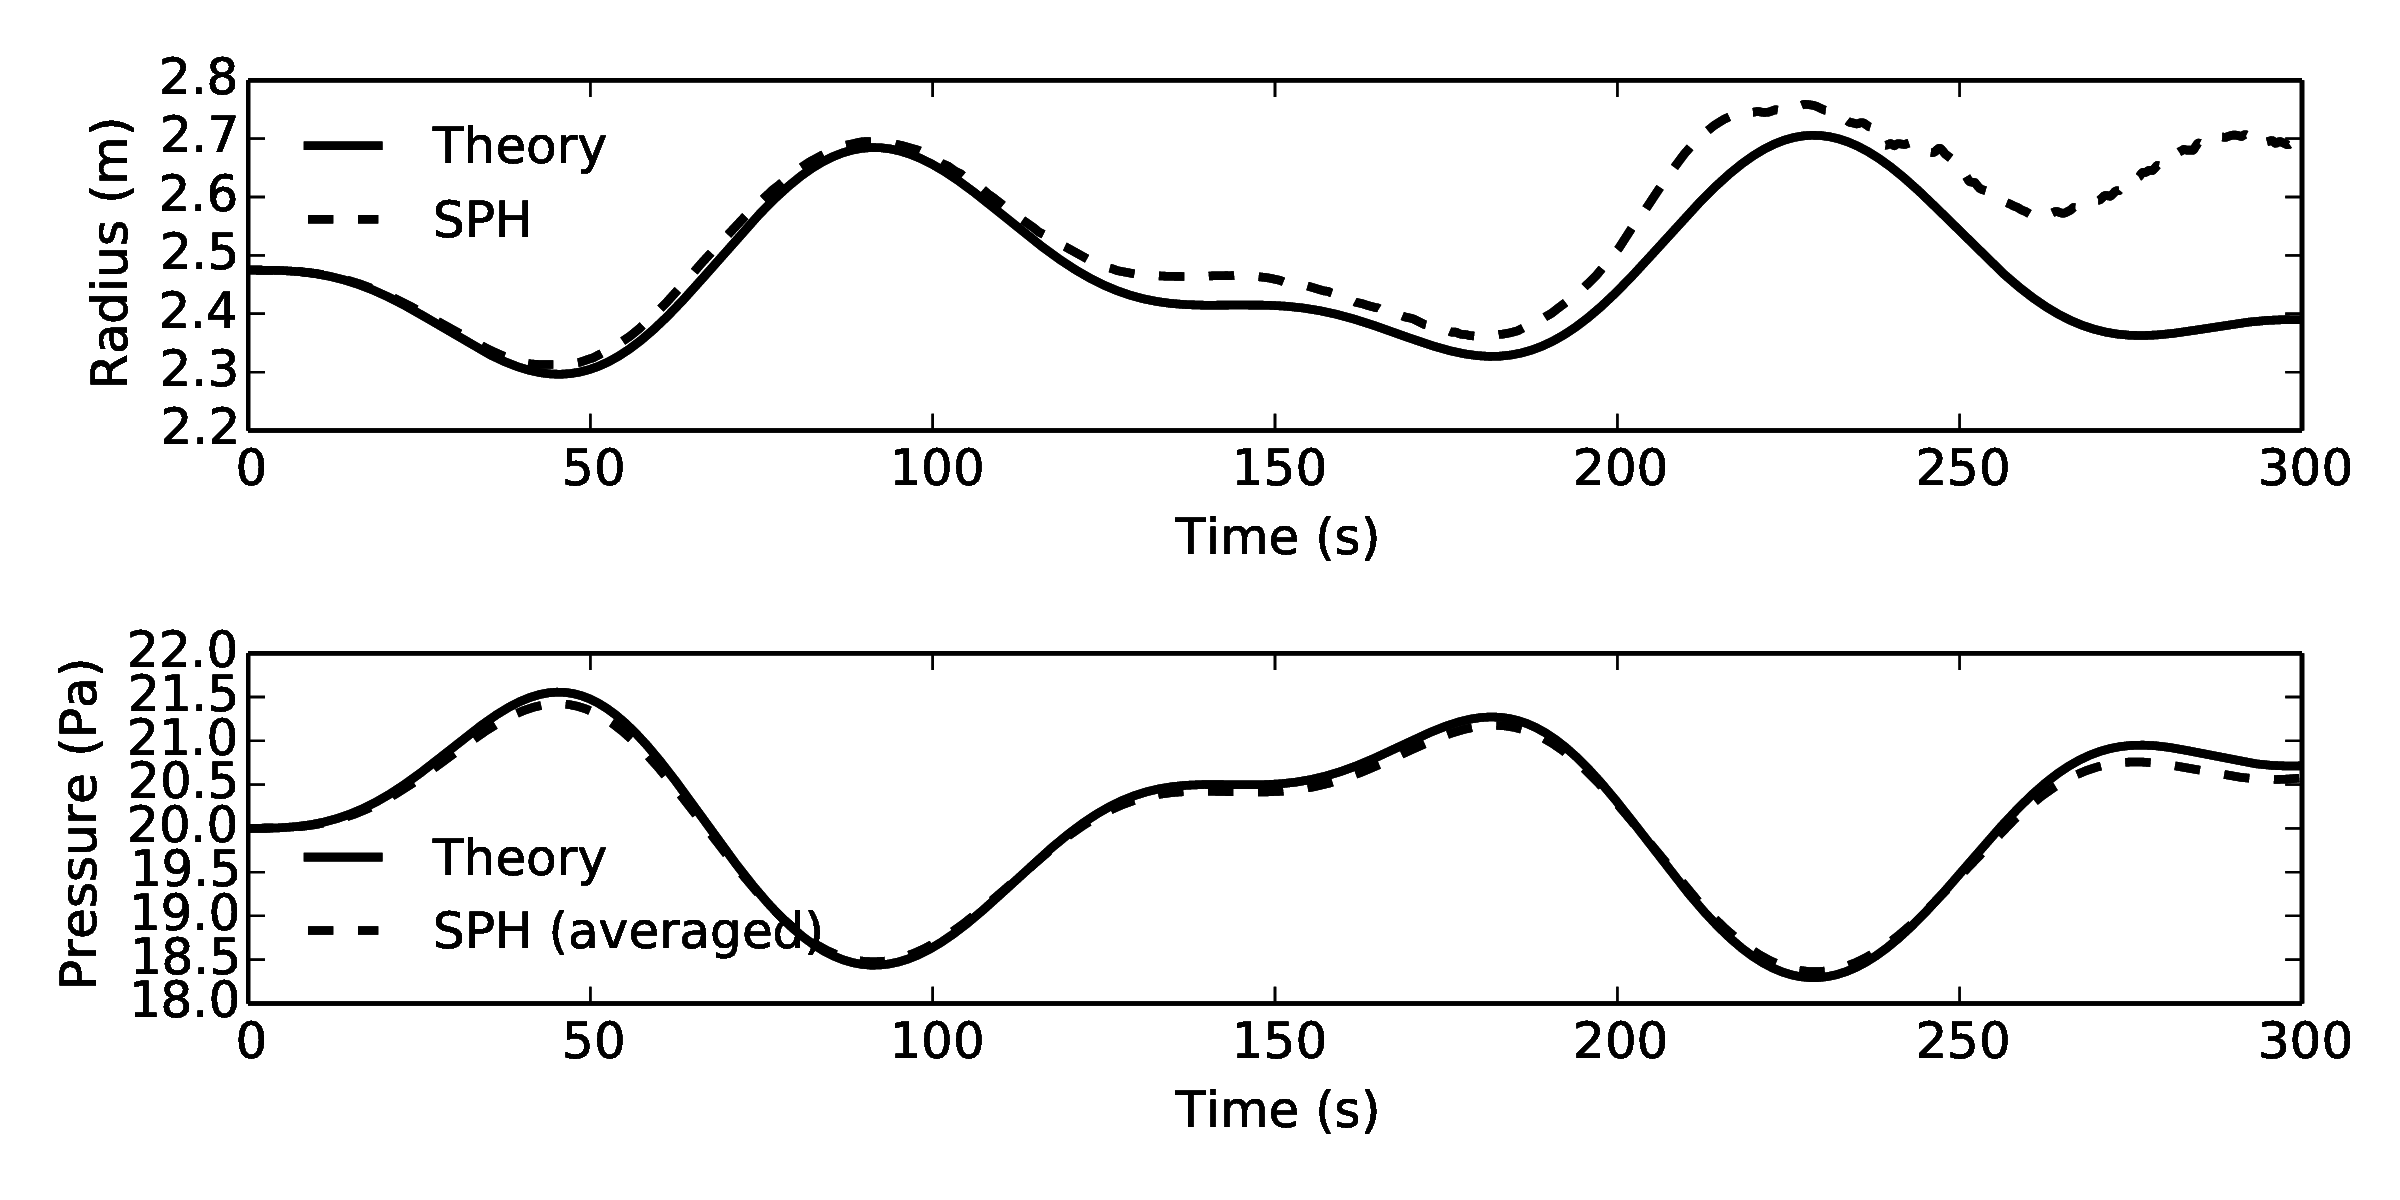 2.8
2.7
2.6
2.5
2.4
2.3
2.2
Radius (m)
Theory
SPH
0 50 100 150 200 250 300
Time (s)
22.0
21.5
21.0
20.5
20.0
19.5
19.0
18.5
18.0
Pressure (Pa)
Theory
SPH (averaged)
0 50 100 150 200 250 300
Time (s)